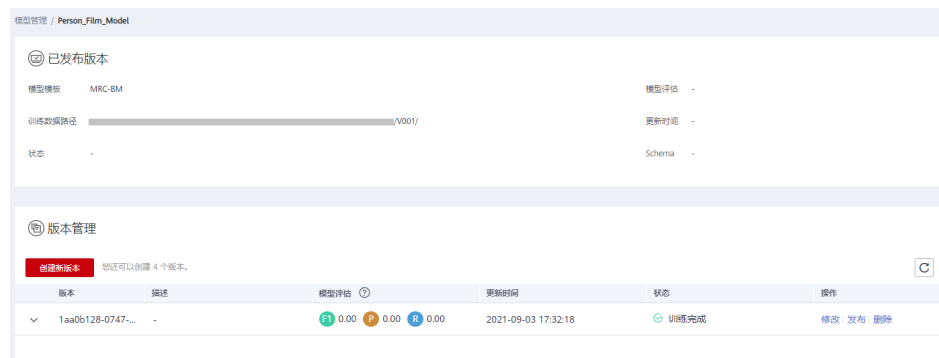 模型管理 / Person_Film_Model
已发布版本
模型模板 MRC-BM 模型评估 -
训练数据路径 /V001/ 更新时间 -
状态 - Schema -
版本管理
创建新版本 您还可以创建 4 个版本。
版本 描述 模型评估 ? 更新时间 状态 操作
1aa0b128-0747-... - F1 0.00 P 0.00 R 0.00 2021-09-03 17:32:18 训练完成 修改 发布 删除